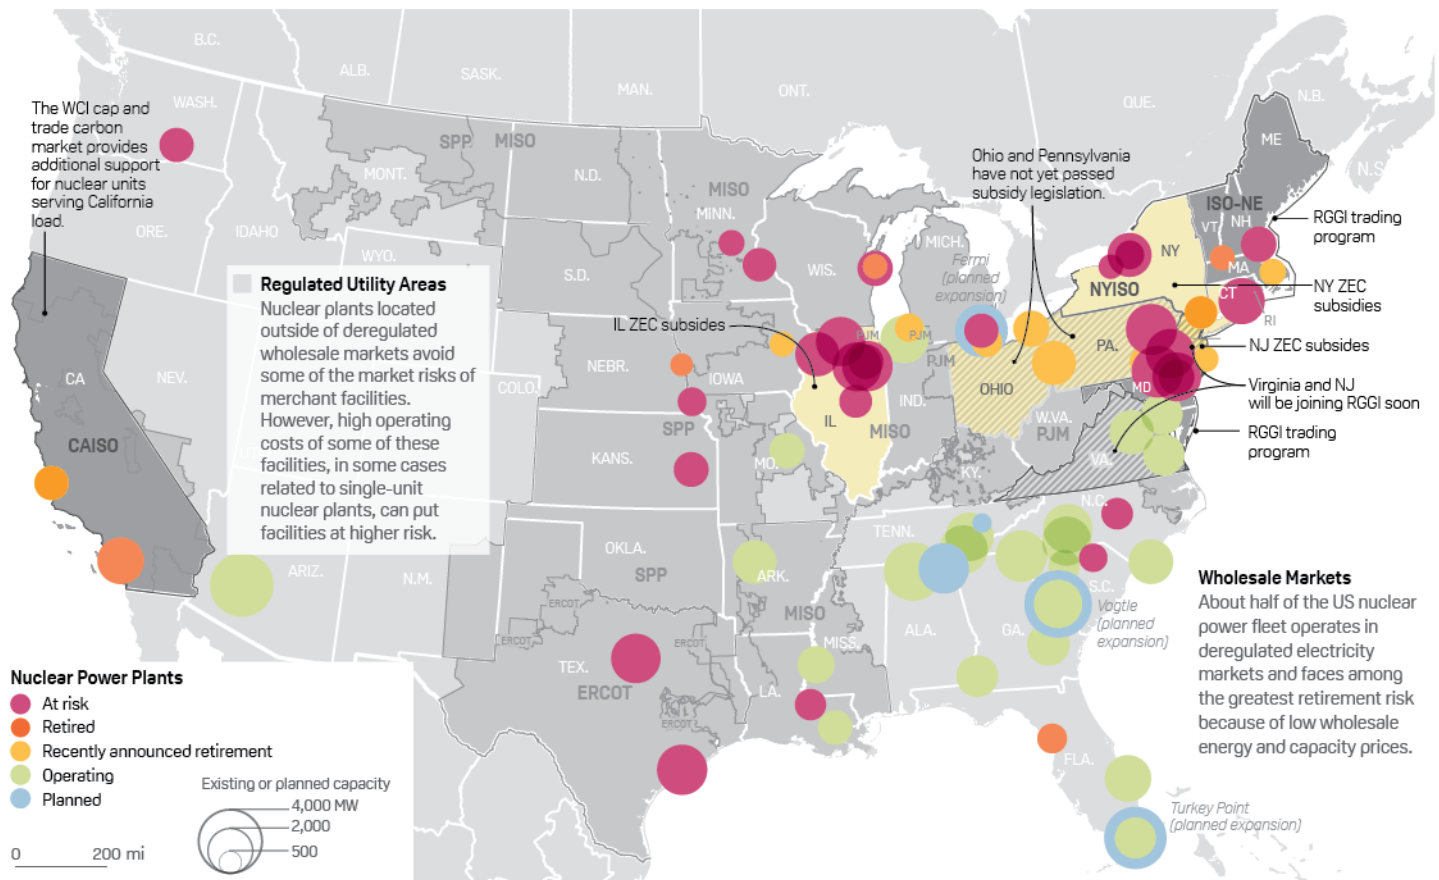 B.C.
ALB.
SASK.
MAN.
ONT.
QUE.
N.B.
N.S.
The WCI cap and
trade carbon
market provides
additional support
for nuclear units
serving California
load.
WASH.
ORE.
IDAHO
MONT.
WYO.
NEV.
CA
CAISO
ARIZ.
N.M.
COLO.
SPP
MISO
N.D.
S.D.
MISO
MINN.
WIS.
MICH.
Fermi
(planned
expansion)
Ohio and Pennsylvania
have not yet passed
subsidy legislation.
ME
ISO-NE
VT
NH
MA
CT
RI
RGGI trading
program
NY
NYISO
NY ZEC
subsidies
NJ ZEC subsides
Virginia and NJ
will be joining RGGI soon
RGGI trading
program
Regulated Utility Areas
Nuclear plants located
outside of deregulated
wholesale markets avoid
some of the market risks of
merchant facilities.
However, high operating
costs of some of these
facilities, in some cases
related to single-unit
nuclear plants, can put
facilities at higher risk.
IL ZEC subsides
NEBR.
IOWA
SPP
KANS.
MO.
IL
MISO
IND.
PJM
PJM
PJM
OHIO
PA.
MD
W.VA.
PJM
VA.
KY.
TENN.
N.C.
S.C.
OKLA.
SPP
ARK.
MISO
MISS.
ALA.
GA.
LA.
FLA.
ERCOT
ERCOT
ERCOT
ERCOT
TEX.
ERCOT
Vogtle
(planned
expansion)
Turkey Point
(planned expansion)
Wholesale Markets
About half of the US nuclear
power fleet operates in
deregulated electricity
markets and faces among
the greatest retirement risk
because of low wholesale
energy and capacity prices.
Nuclear Power Plants
At risk
Retired
Recently announced retirement
Operating
Planned
Existing or planned capacity
4,000 MW
2,000
500
0
200 mi